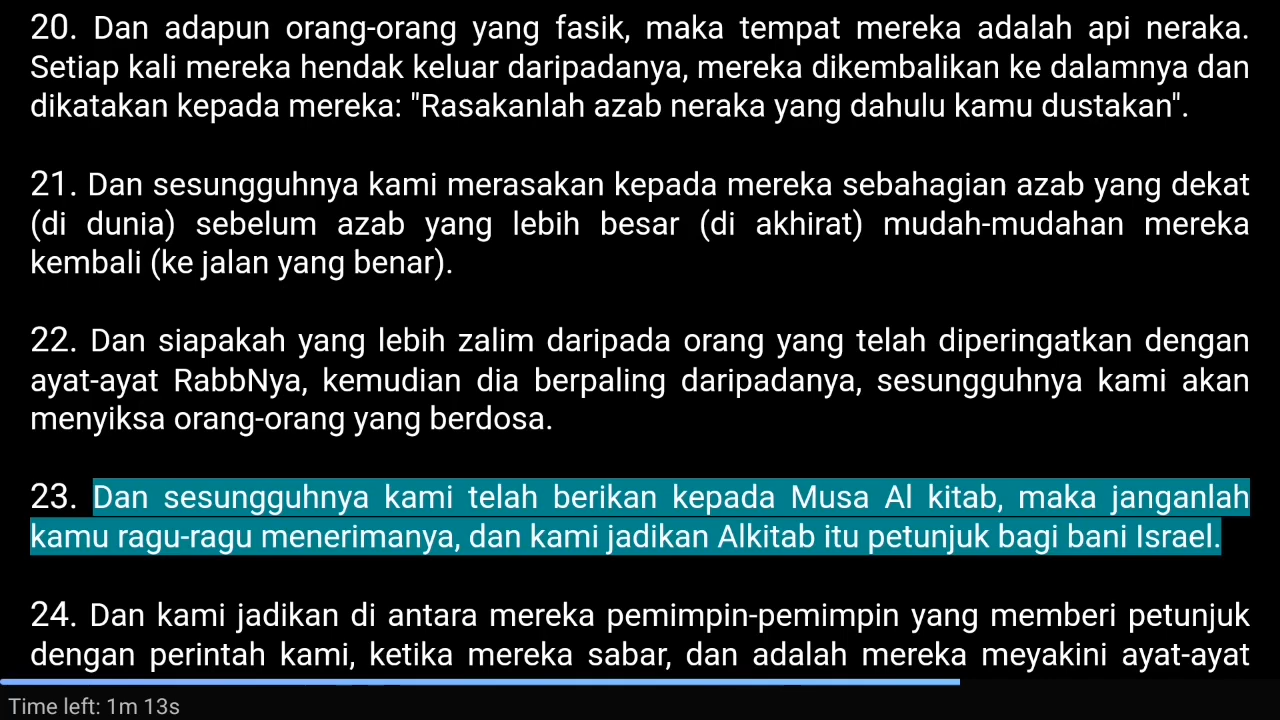 20. Dan adapun orang-orang yang fasik, maka tempat mereka adalah api neraka.
Setiap kali mereka hendak keluar daripadanya, mereka dikembalikan ke dalamnya dan
dikatakan kepada mereka: "Rasakanlah azab neraka yang dahulu kamu dustakan".
21. Dan sesungguhnya kami merasakan kepada mereka sebahagian azab yang dekat
(di dunia) sebelum azab yang lebih besar (di akhirat) mudah-mudahan mereka
kembali (ke jalan yang benar).
22. Dan siapakah yang lebih zalim daripada orang yang telah diperingatkan dengan
ayat-ayat RabbNya, kemudian dia berpaling daripadanya, sesungguhnya kami akan
menyiksa orang-orang yang berdosa.
23. Dan sesungguhnya kami telah berikan kepada Musa Al kitab, maka janganlah
kamu ragu-ragu menerimanya, dan kami jadikan Alkitab itu petunjuk bagi bani Israel.
24. Dan kami jadikan di antara mereka pemimpin-pemimpin yang memberi petunjuk
dengan perintah kami, ketika mereka sabar, dan adalah mereka meyakini ayat-ayat
Time left: 1m 13s